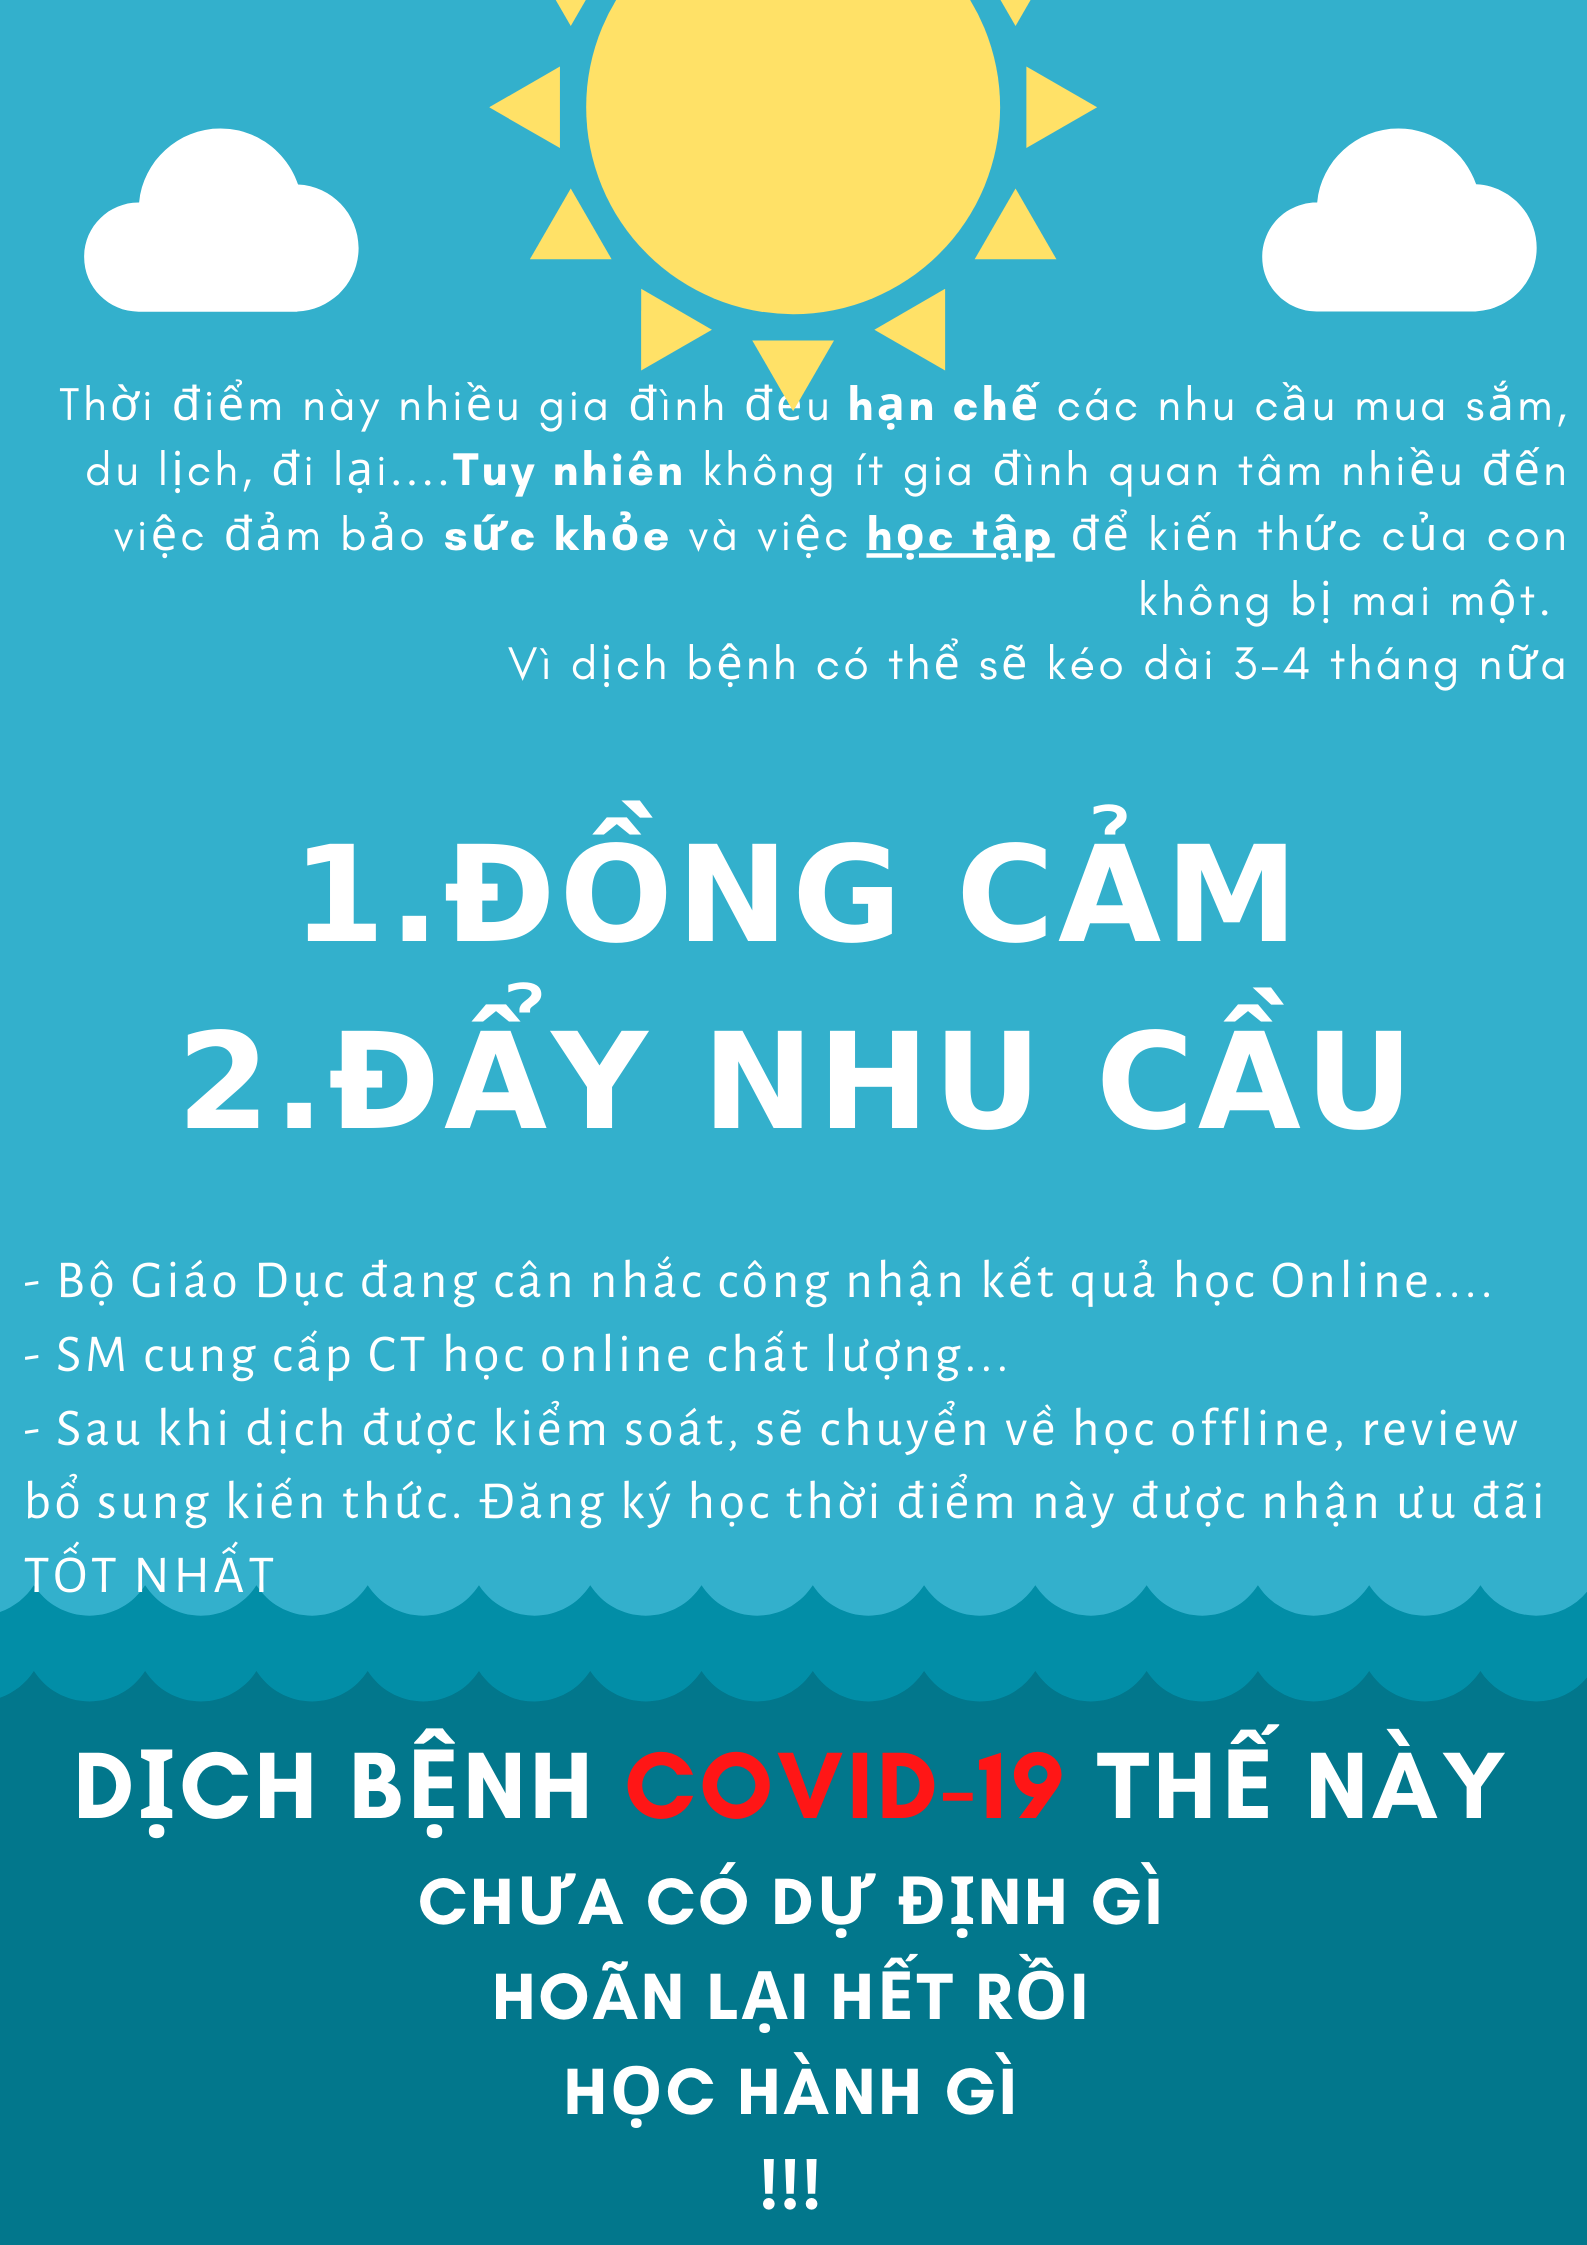 Thời điểm này nhiều gia đình đều hạn chế các nhu cầu mua sắm,
du lịch, đi lại....Tuy nhiên không ít gia đình quan tâm nhiều đến
việc đảm bảo sức khỏe và việc học tập để kiến thức của con
không bị mai một.
Vì dịch bệnh có thể sẽ kéo dài 3-4 tháng nữa
1.ĐỒNG CẢM
2.ĐẨY NHU CẦU
- Bộ Giáo Dục đang cân nhắc công nhận kết quả học Online....
- SM cung cấp CT học online chất lượng...
- Sau khi dịch được kiểm soát, sẽ chuyển về học offline, review
bổ sung kiến thức. Đăng ký học thời điểm này được nhận ưu đãi
TỐT NHẤT
DỊCH BỆNH COVID-19 THẾ NÀY
CHƯA CÓ DỰ ĐỊNH GÌ
HOÃN LẠI HẾT RỒI
HỌC HÀNH GÌ
!!!